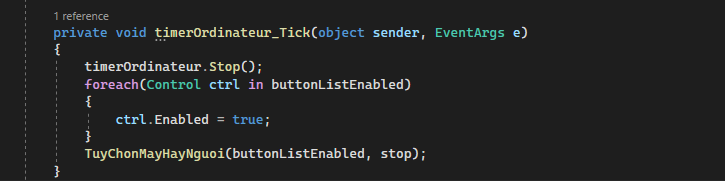 1 reference
private void timerOrdinateur_Tick(object sender, EventArgs e)
{
timerOrdinateur.Stop();
foreach(Control ctrl in buttonListEnabled)
{
ctrl.Enabled = true;
}
TuyChonMayHayNguoi(buttonListEnabled, stop);
}